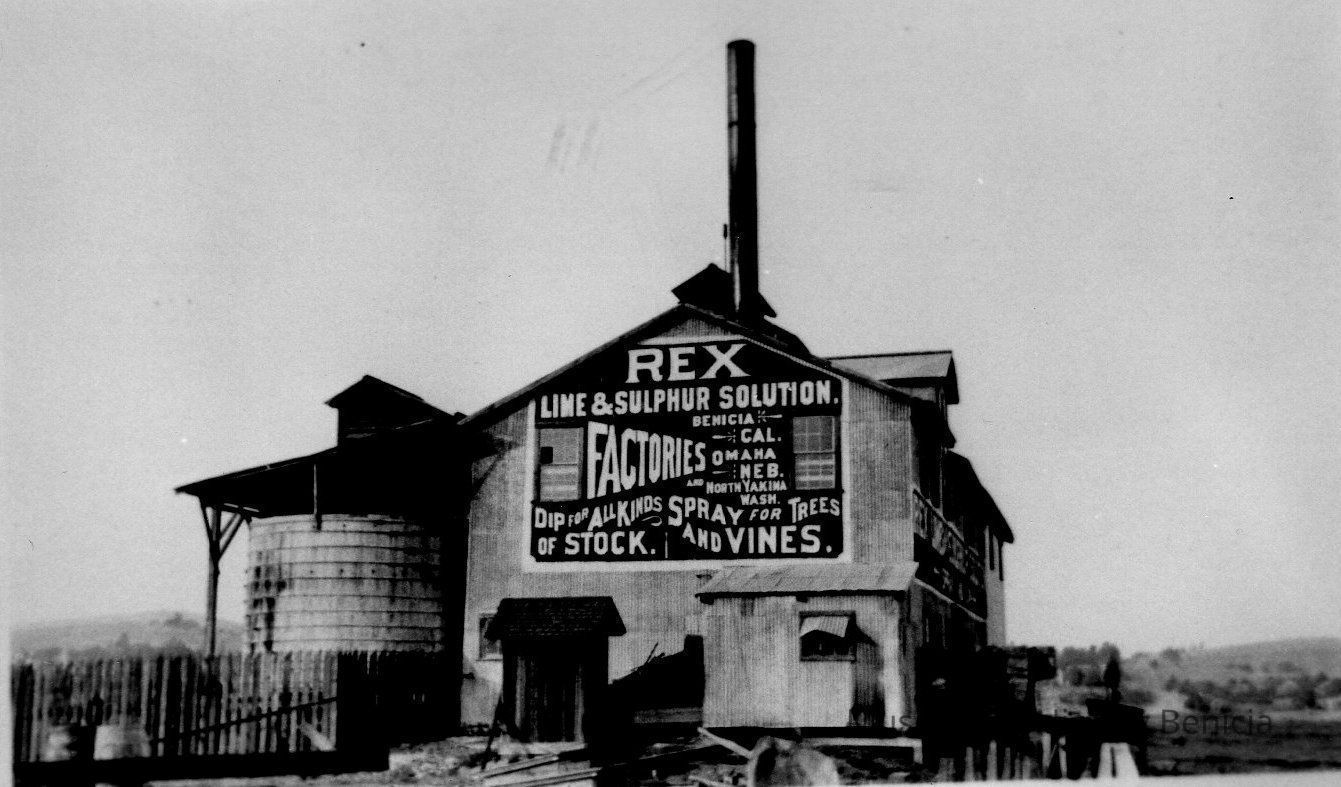 REX
LIME & SULPHUR SOLUTION.
FACTORIES
BENICIA
CAL.
OMAHA
NEB.
AND NORTH YAKIMA
WASH.
DIP FOR ALL KINDS
OF STOCK.
SPRAY FOR TREES
AND VINES.
Benicia